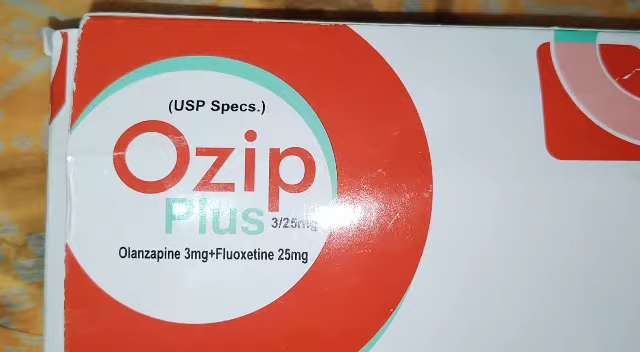 (USP Specs.)
Ozip
Plus 3/25mg
Olanzapine 3mg+Fluoxetine 25mg